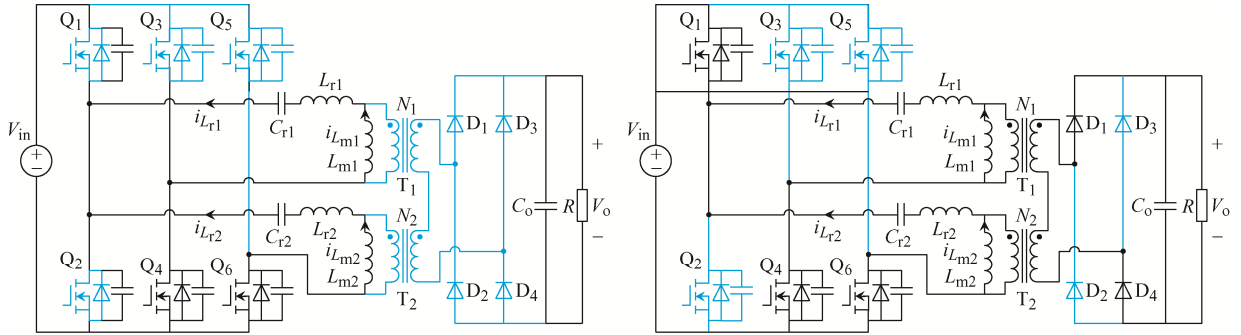 Q1 Q3 Q5
Lr1
N1
iLr1 Cr1
iLm1
Lm1
D1 D3
Vin
+
−
T1
+
N2
Lr2
iLr2 Cr2
iLm2
Lm2
Co R Vo
−
Q2 Q4 Q6
T2
D2 D4
Q1 Q3 Q5
Lr1
N1
iLr1 Cr1
iLm1
Lm1
D1 D3
Vin
+
−
T1
+
N2
Lr2
iLr2 Cr2
iLm2
Lm2
Co R Vo
−
Q2 Q4 Q6
T2
D2 D4